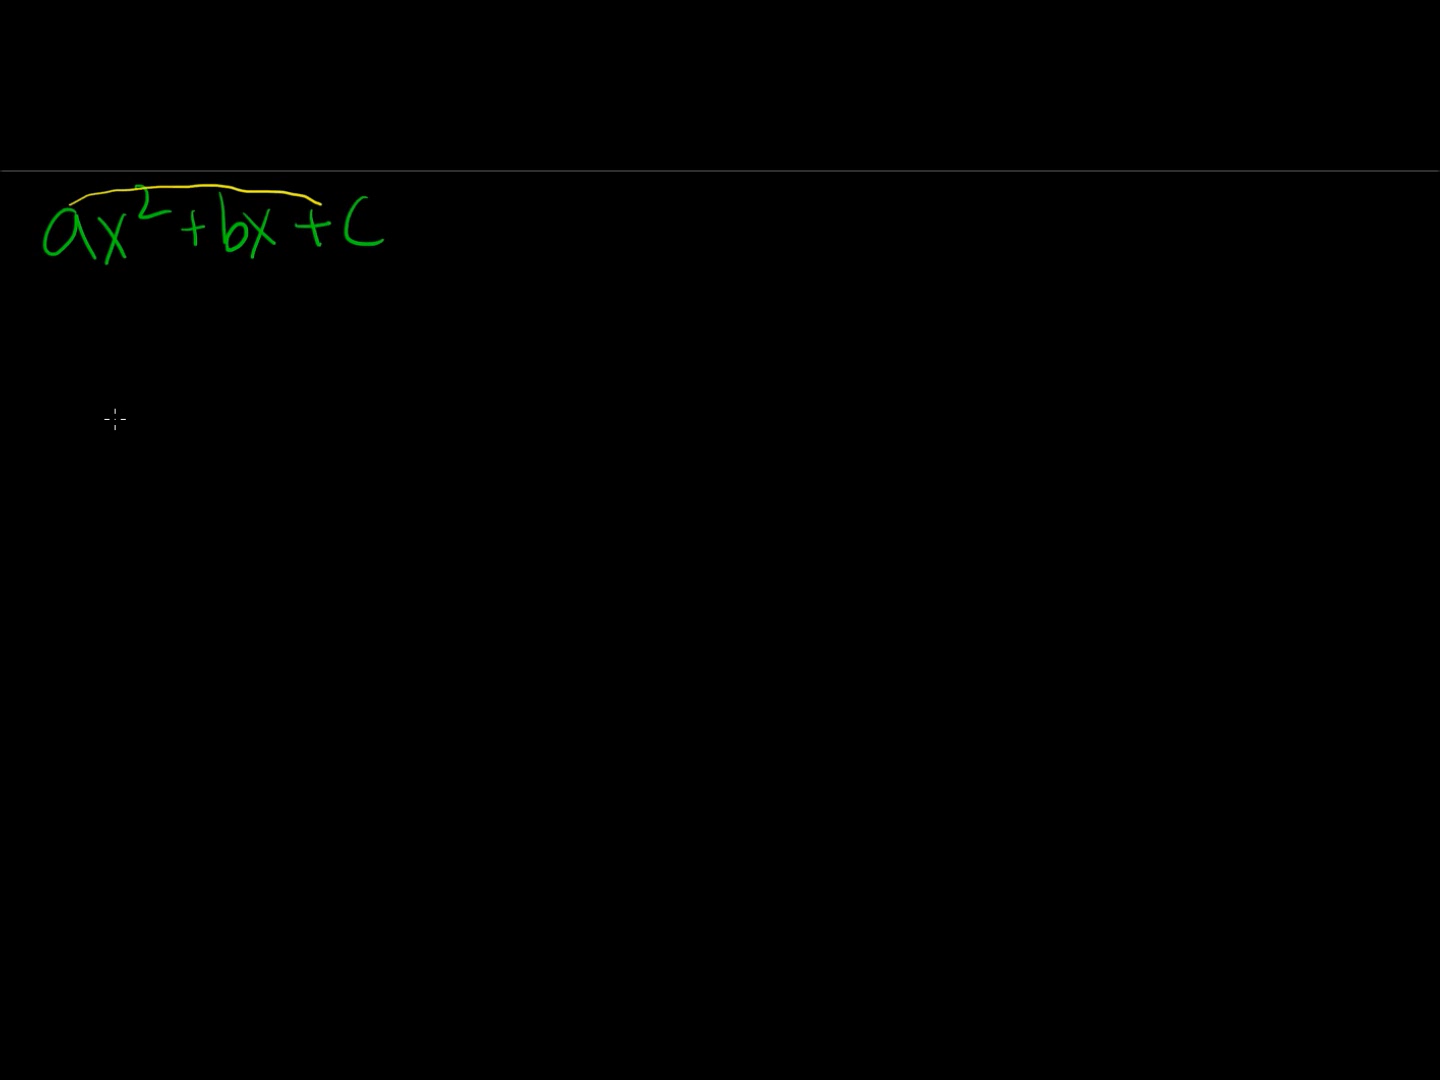 ax² + bx + c